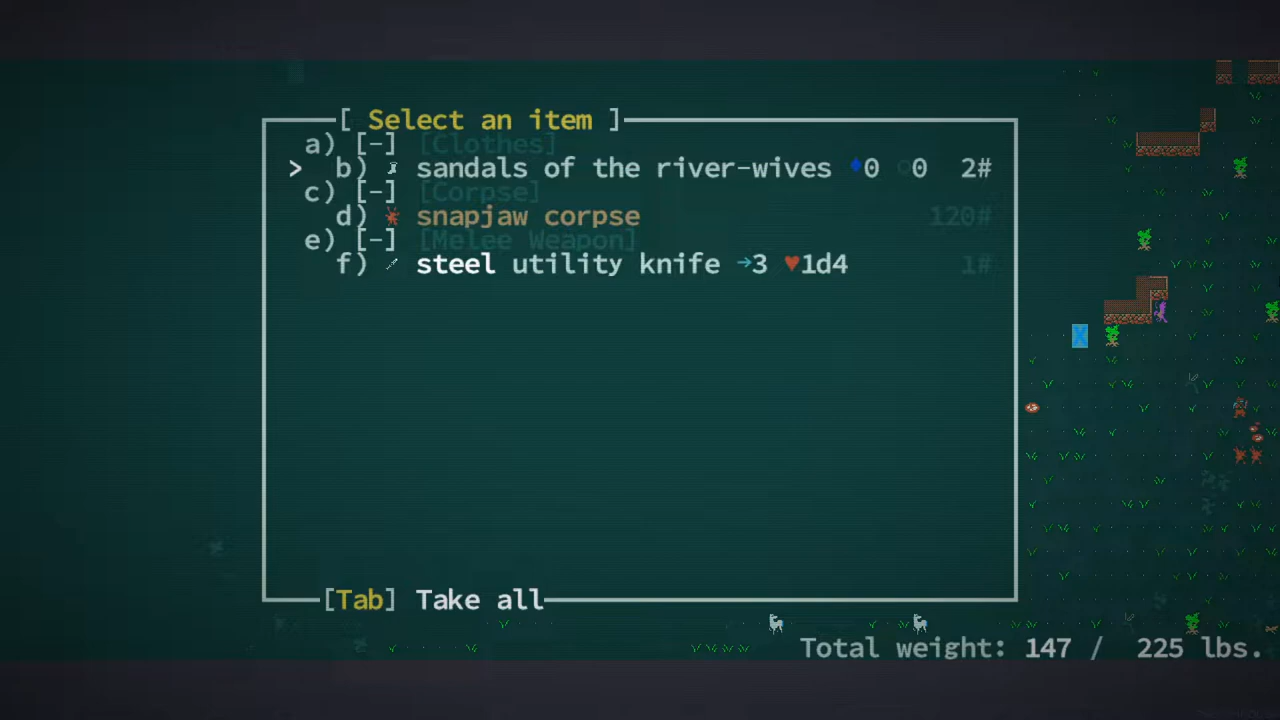 [ Select an item ]
a) [-] [Clothes]
> b) sandals of the river-wives ♦0 ○0 2#
c) [-] [Corpse]
d) snapjaw corpse 120#
e) [-] [Melee Weapon]
f) steel utility knife →3 ♥1d4 1#
[Tab] Take all
Total weight: 147 / 225 lbs.